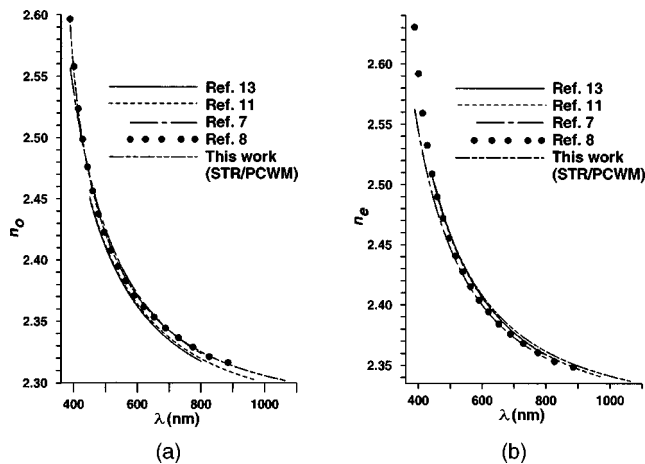 2.60
2.55
2.50
2.45
2.40
2.35
2.30
n_o
400 600 800 1000
λ(nm)
Ref. 13
Ref. 11
Ref. 7
Ref. 8
This work
(STR/PCWM)
(a)
2.60
2.55
2.50
2.45
2.40
2.35
n_e
400 600 800 1000
λ(nm)
Ref. 13
Ref. 11
Ref. 7
Ref. 8
This work
(STR/PCWM)
(b)